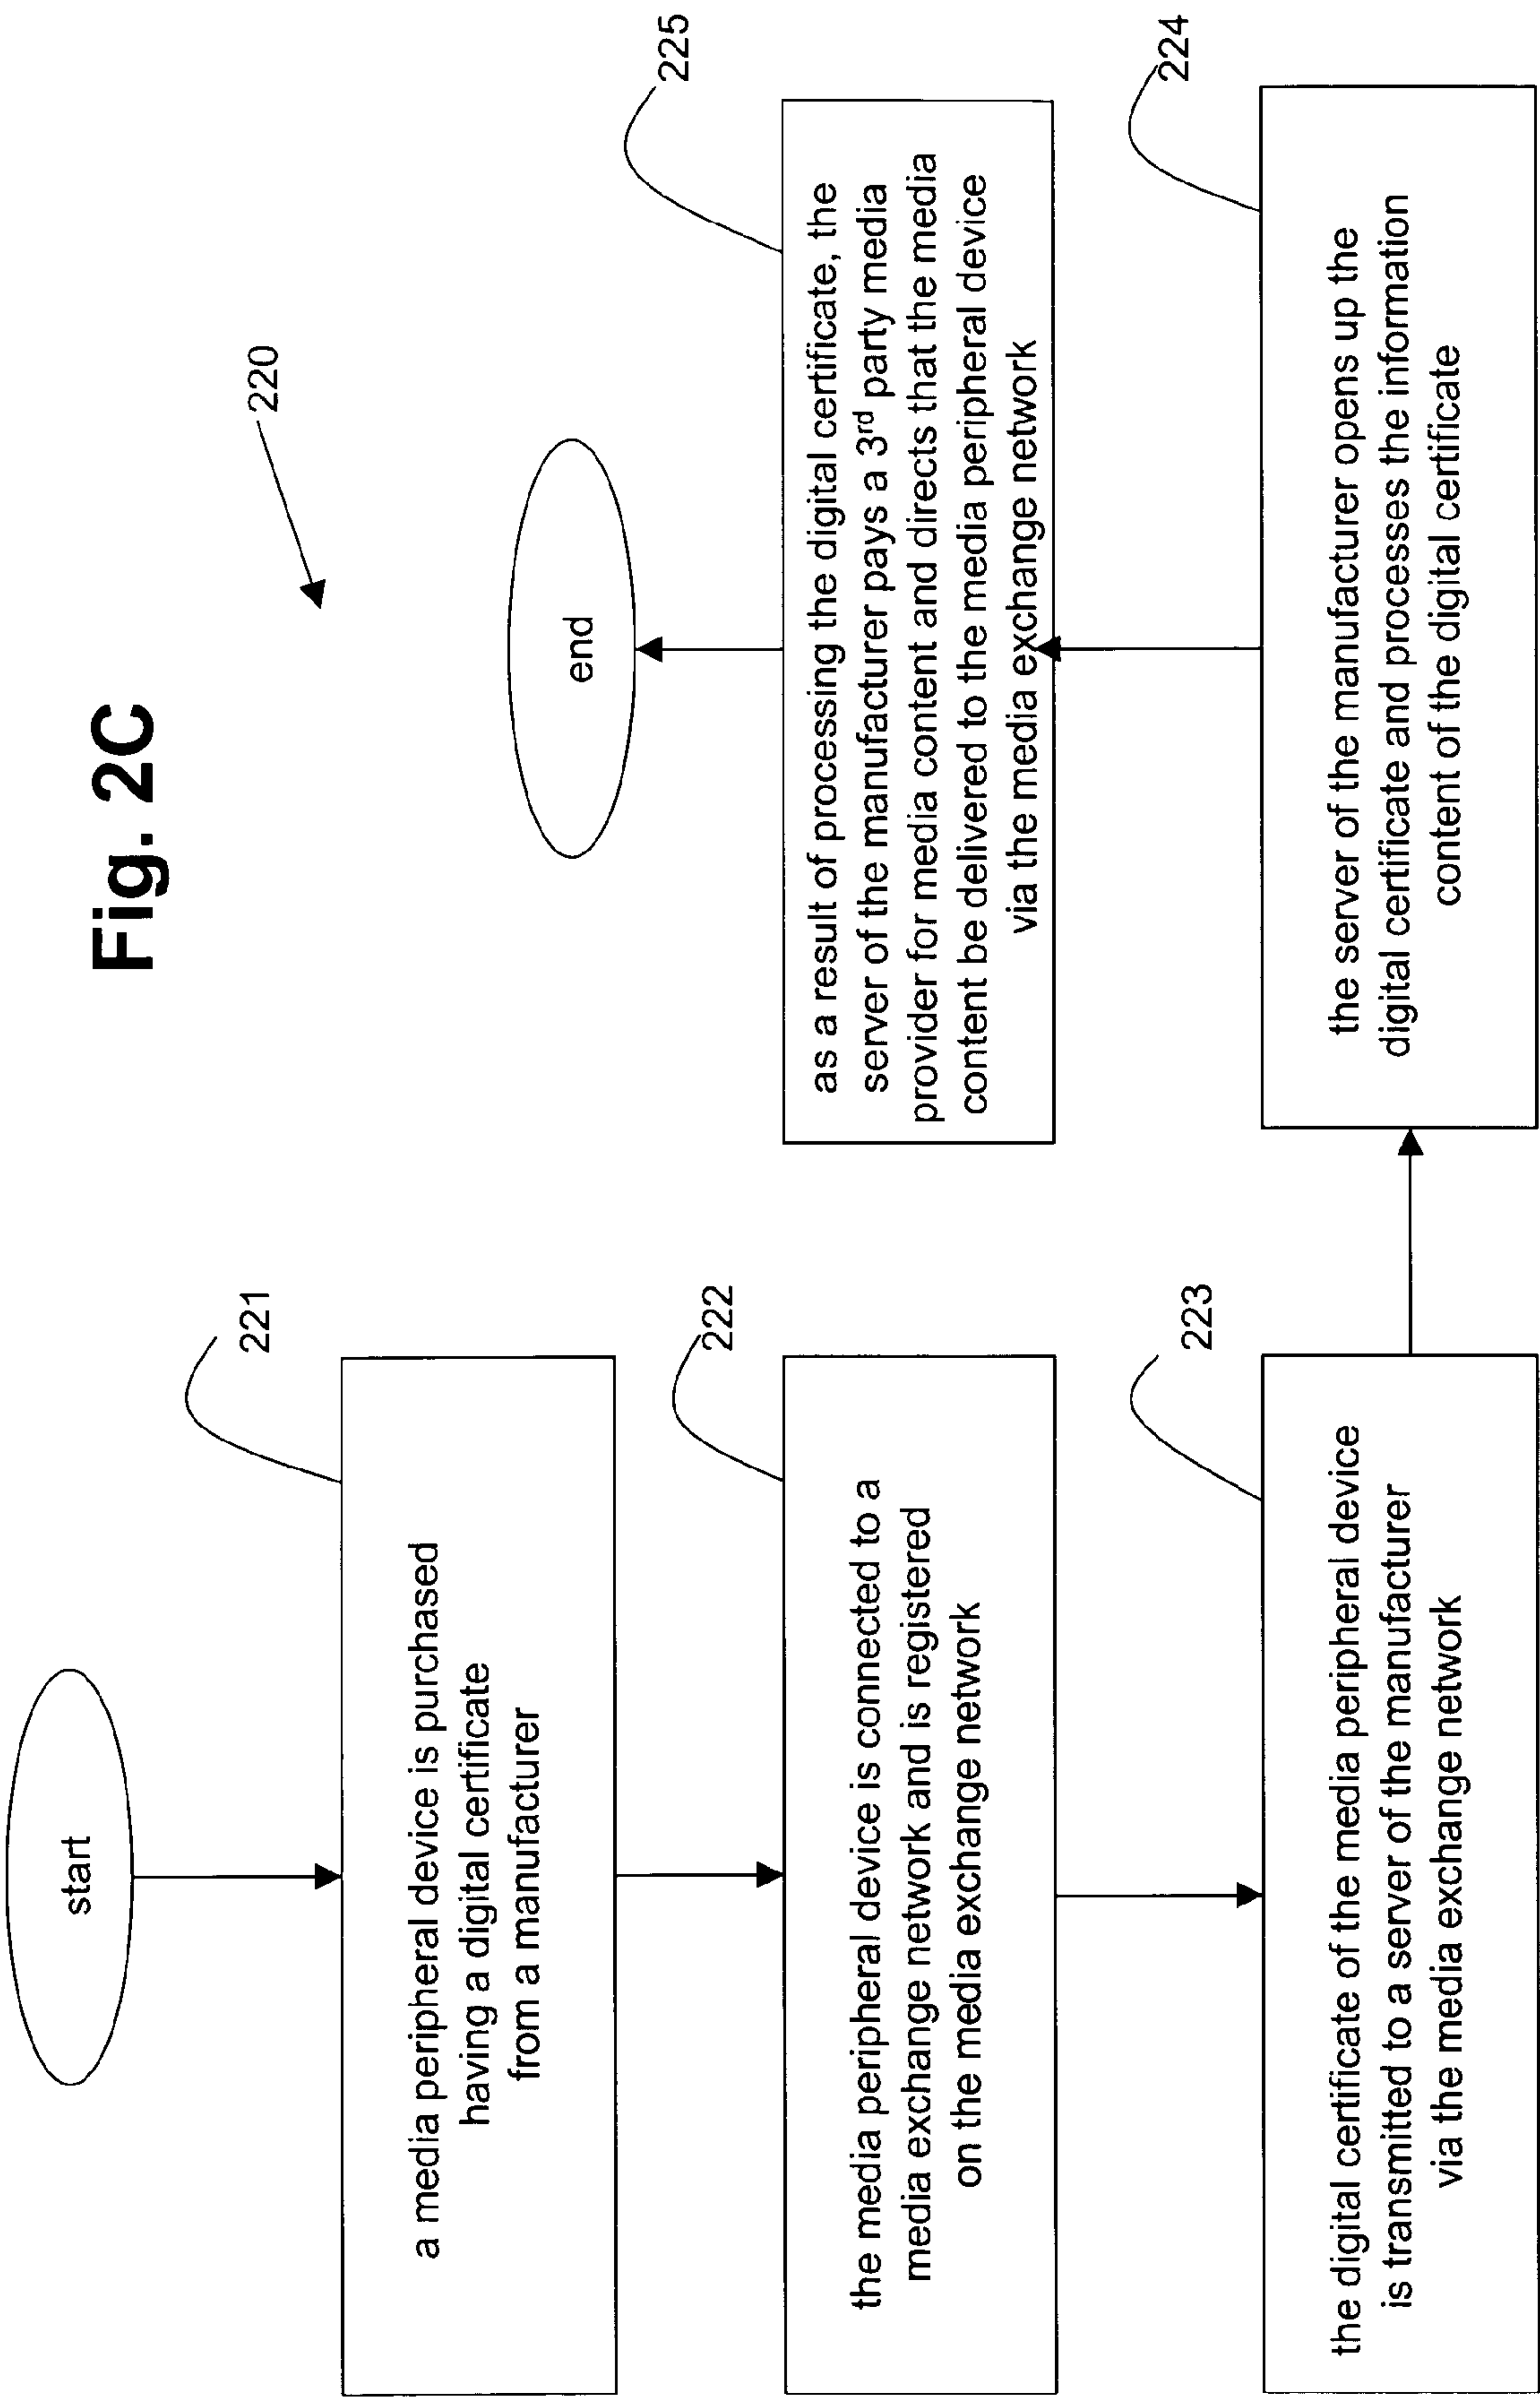 Fig. 2C
220
start
221
a media peripheral device is purchased
having a digital certificate
from a manufacturer
222
the media peripheral device is connected to a
media exchange network and is registered
on the media exchange network
223
the digital certificate of the media peripheral device
is transmitted to a server of the manufacturer
via the media exchange network
224
the server of the manufacturer opens up the
digital certificate and processes the information
content of the digital certificate
225
as a result of processing the digital certificate, the
server of the manufacturer pays a 3rd party media
provider for media content and directs that the media
content be delivered to the media peripheral device
via the media exchange network
end